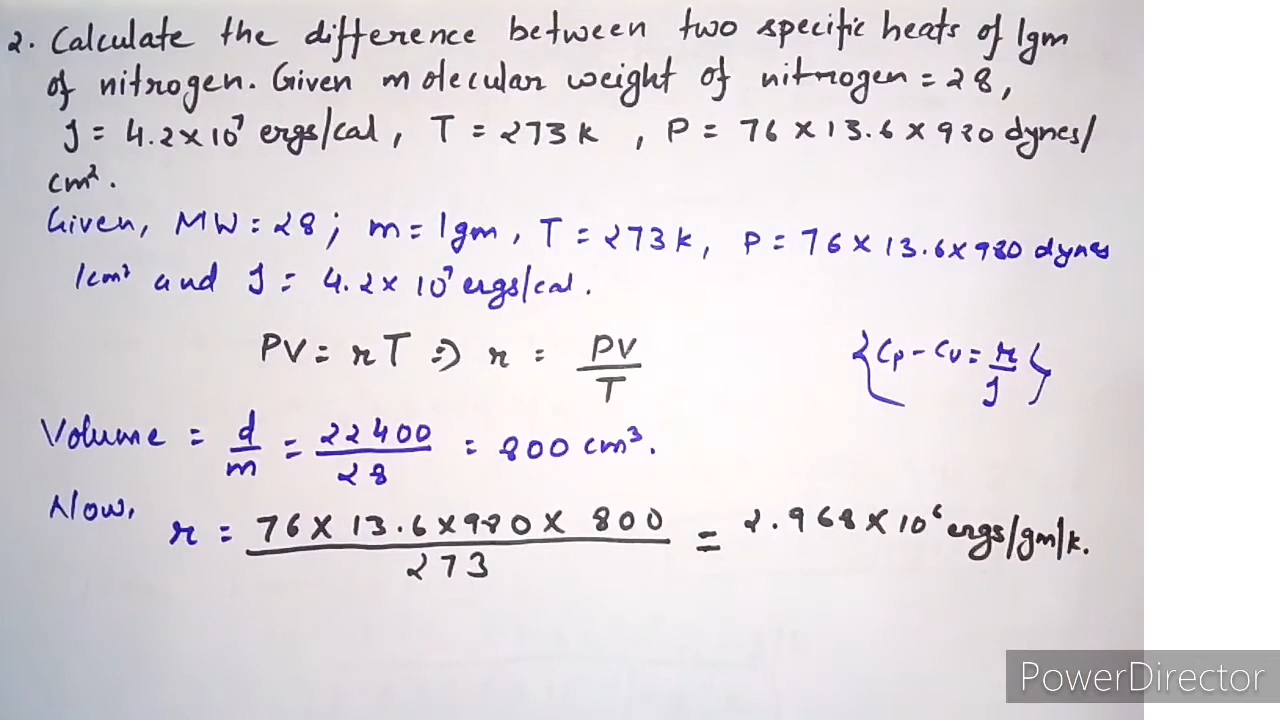 2. Calculate the difference between two specific heats of 1gm
of nitrogen. Given molecular weight of nitrogen = 28,
J = 4.2 x 10⁷ ergs/cal, T = 273 k, P = 76 x 13.6 x 980 dynes/
cm².
Given, MW = 28; m = 1gm, T = 273 k, P = 76 x 13.6 x 980 dynes
/cm² and J = 4.2 x 10⁷ ergs/cal.
PV = rT ⇒ r = PV/T {Cp - Cv = r/J}
Volume = d/m = 22400/28 = 800 cm³.
Now,
r = 76 x 13.6 x 980 x 800/273 = 2.968 x 10⁶ ergs/gm/k.
PowerDirector